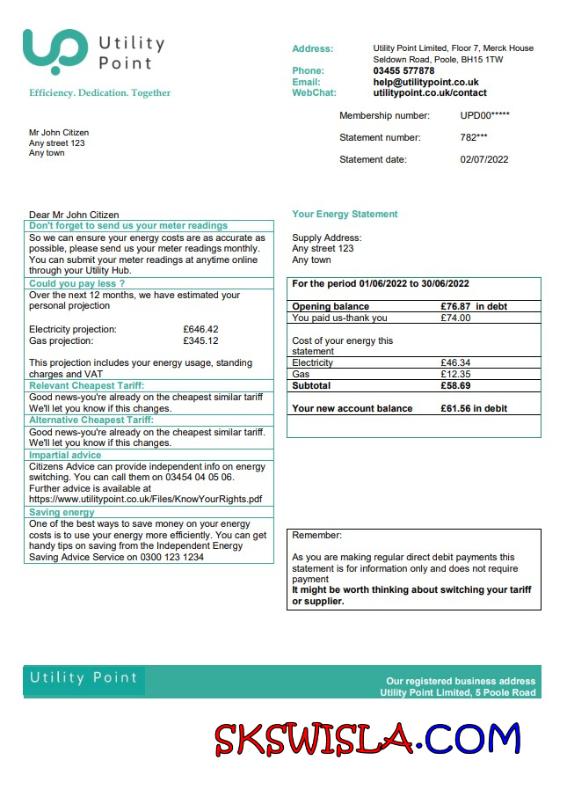 Utility
Point
Efficiency. Dedication. Together
Address: Utility Point Limited, Floor 7, Merck House
Seldown Road, Poole, BH15 1TW
Phone: 03455 577878
Email: help@utilitypoint.co.uk
WebChat: utilitypoint.co.uk/contact
Membership number: UPD00*****
Statement number: 782***
Statement date: 02/07/2022
Mr John Citizen
Any street 123
Any town
Dear Mr John Citizen
Don't forget to send us your meter readings
So we can ensure your energy costs are as accurate as
possible, please send us your meter readings monthly.
You can submit your meter readings at anytime online
through your Utility Hub.
Could you pay less ?
Over the next 12 months, we have estimated your
personal projection
Electricity projection: £646.42
Gas projection: £345.12
This projection includes your energy usage, standing
charges and VAT
Relevant Cheapest Tariff:
Good news-you're already on the cheapest similar tariff
We'll let you know if this changes.
Alternative Cheapest Tariff:
Good news-you're already on the cheapest similar tariff.
We'll let you know if this changes.
Impartial advice
Citizens Advice can provide independent info on energy
switching. You can call them on 03454 04 05 06.
Further advice is available at
https://www.utilitypoint.co.uk/Files/KnowYourRights.pdf
Saving energy
One of the best ways to save money on your energy
costs is to use your energy more efficiently. You can get
handy tips on saving from the Independent Energy
Saving Advice Service on 0300 123 1234
Your Energy Statement
Supply Address:
Any street 123
Any town
For the period 01/06/2022 to 30/06/2022
Opening balance £76.87 in debt
You paid us-thank you £74.00
Cost of your energy this
statement
Electricity £46.34
Gas £12.35
Subtotal £58.69
Your new account balance £61.56 in debit
Remember:
As you are making regular direct debit payments this
statement is for information only and does not require
payment
It might be worth thinking about switching your tariff
or supplier.
Utility Point
Our registered business address
Utility Point Limited, 5 Poole Road
SKSWISLA.COM